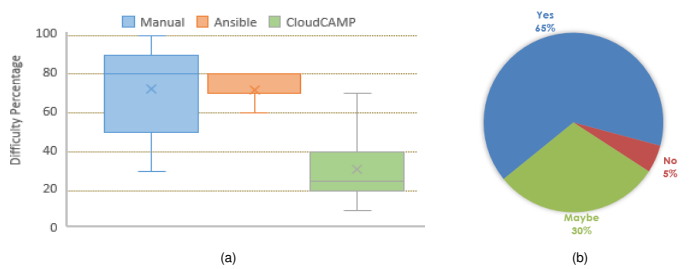 Manual Ansible CloudCAMP
Difficulty Percentage
100
80
60
40
20
0
(a)
Yes
65%
No
5%
Maybe
30%
(b)